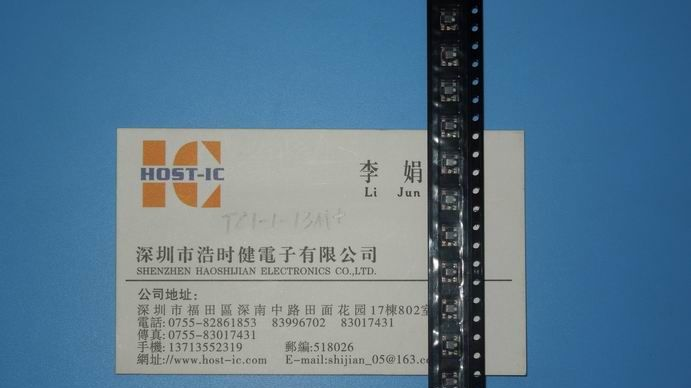 HOST-IC
李 娟
Li Jun
TC1-1-13M+
深圳市浩时健電子有限公司
SHENZHEN HAOSHIJIAN ELECTRONICS CO.,LTD.
公司地址:
深圳市福田區深南中路田面花园17棟802室
電話: 0755-82861853 83996702 83017431
傳真: 0755-83017431
手機: 13713552319 郵編:518026
網址://www.host-ic.com E-mail:shijian_05@163.co